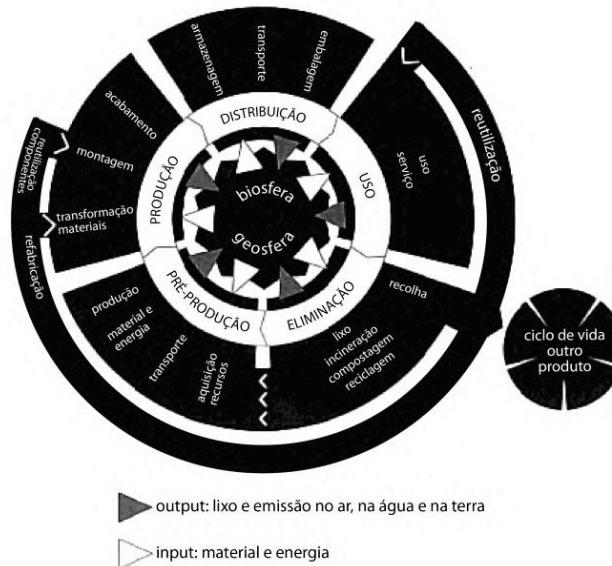 armazenagem
transporte
embalagem
DISTRIBUIÇÃO
acabamento
montagem
transformação
materiais
PRODUÇÃO
reutilização
componentes
refabricação
USO
uso
serviço
reutilização
biosfera
geosfera
PRÉ-PRODUÇÃO
produção
material e
energia
transporte
aquisição
recursos
ELIMINAÇÃO
recolha
lixo
incineração
compostagem
reciclagem
ciclo de vida
outro
produto
output: lixo e emissão no ar, na água e na terra
input: material e energia